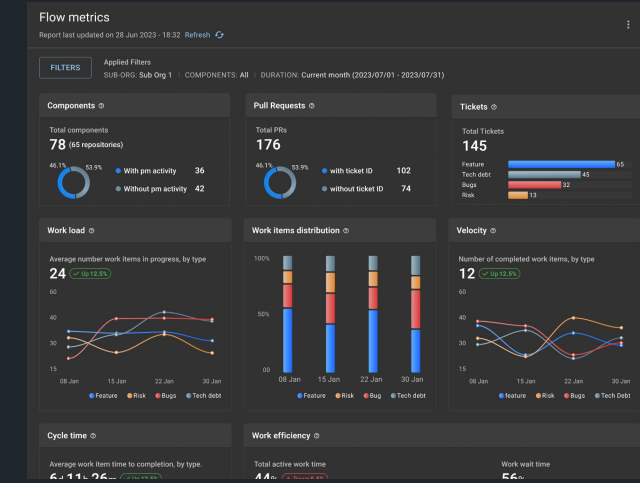 Flow metrics
Report last updated on 28 Jun 2023 - 18:32 Refresh
FILTERS
Applied Filters
SUB-ORG: Sub Org 1 | COMPONENTS: All | DURATION: Current month (2023/07/01 - 2023/07/31)
Components
Total components
78 (65 repositories)
46.1%
53.9%
With pm activity 36
Without pm activity 42
Pull Requests
Total PRs
176
46.1%
53.9%
with ticket ID 102
without ticket ID 74
Tickets
Total Tickets
145
Feature 65
Tech debt 45
Bugs 32
Risk 13
Work load
Average number work items in progress, by type
24 Up 12.5%
60
40
30
15
08 Jan 15 Jan 22 Jan 30 Jan
Feature Risk Bugs Tech debt
Work items distribution
100%
50%
00
08 Jan 15 Jan 22 Jan 30 Jan
Feature Risk Bug Tech debt
Velocity
Number of completed work items, by type
12 Up 12.5%
60
40
30
15
08 Jan 15 Jan 22 Jan 30 Jan
feature Risk Bugs Tech debt
Cycle time
Average work item time to completion, by type.
6d 11h 26m
Work efficiency
Total active work time
44%
Work wait time
56%